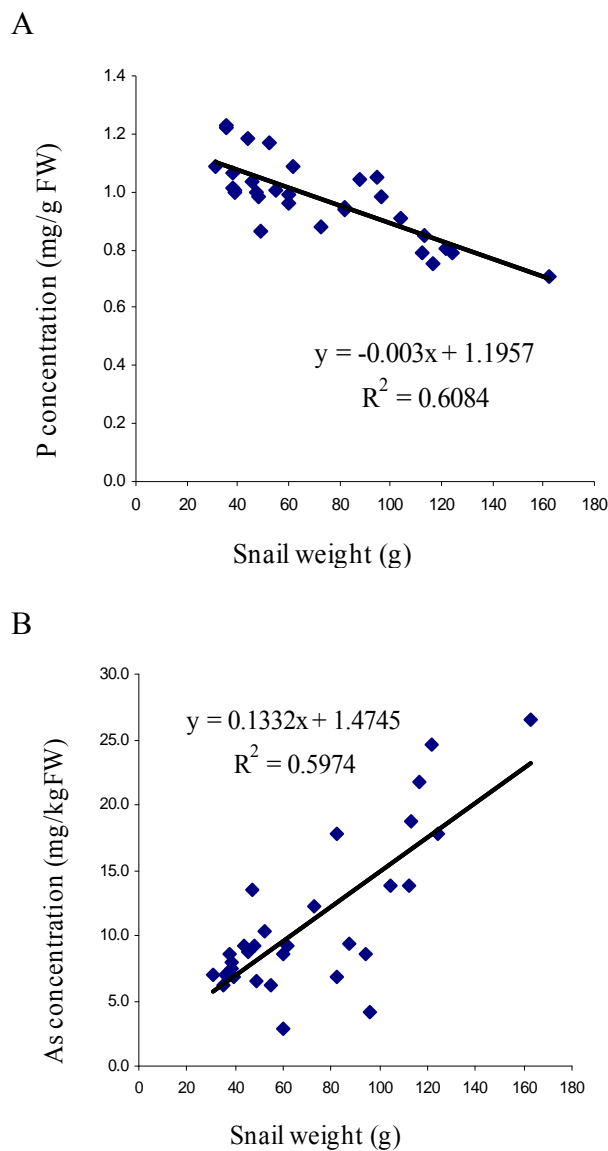 A
P concentration (mg/g FW)
1.4
1.2
1.0
0.8
0.6
0.4
0.2
0.0
y = -0.003x + 1.1957
R² = 0.6084
0 20 40 60 80 100 120 140 160 180
Snail weight (g)
B
As concentration (mg/kgFW)
30.0
25.0
20.0
15.0
10.0
5.0
0.0
y = 0.1332x + 1.4745
R² = 0.5974
0 20 40 60 80 100 120 140 160 180
Snail weight (g)